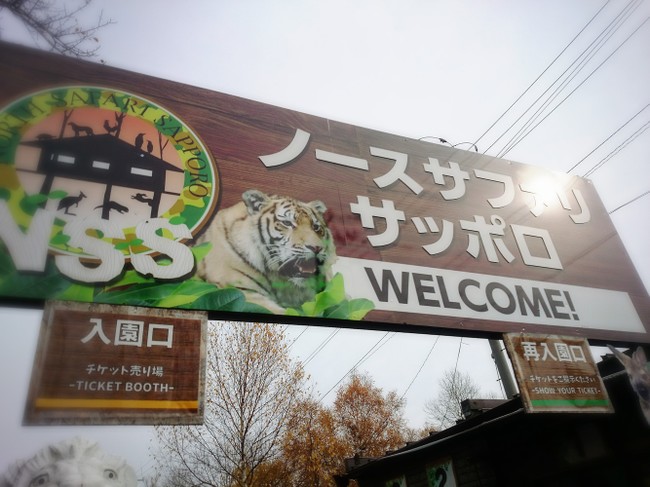 SAFARI SAPPORO
NSS
ノースサファリ
サッポロ
WELCOME!
入園口
チケット売り場
-TICKET BOOTH-
再入園口
チケットをご提示ください
-SHOW YOUR TICKET-